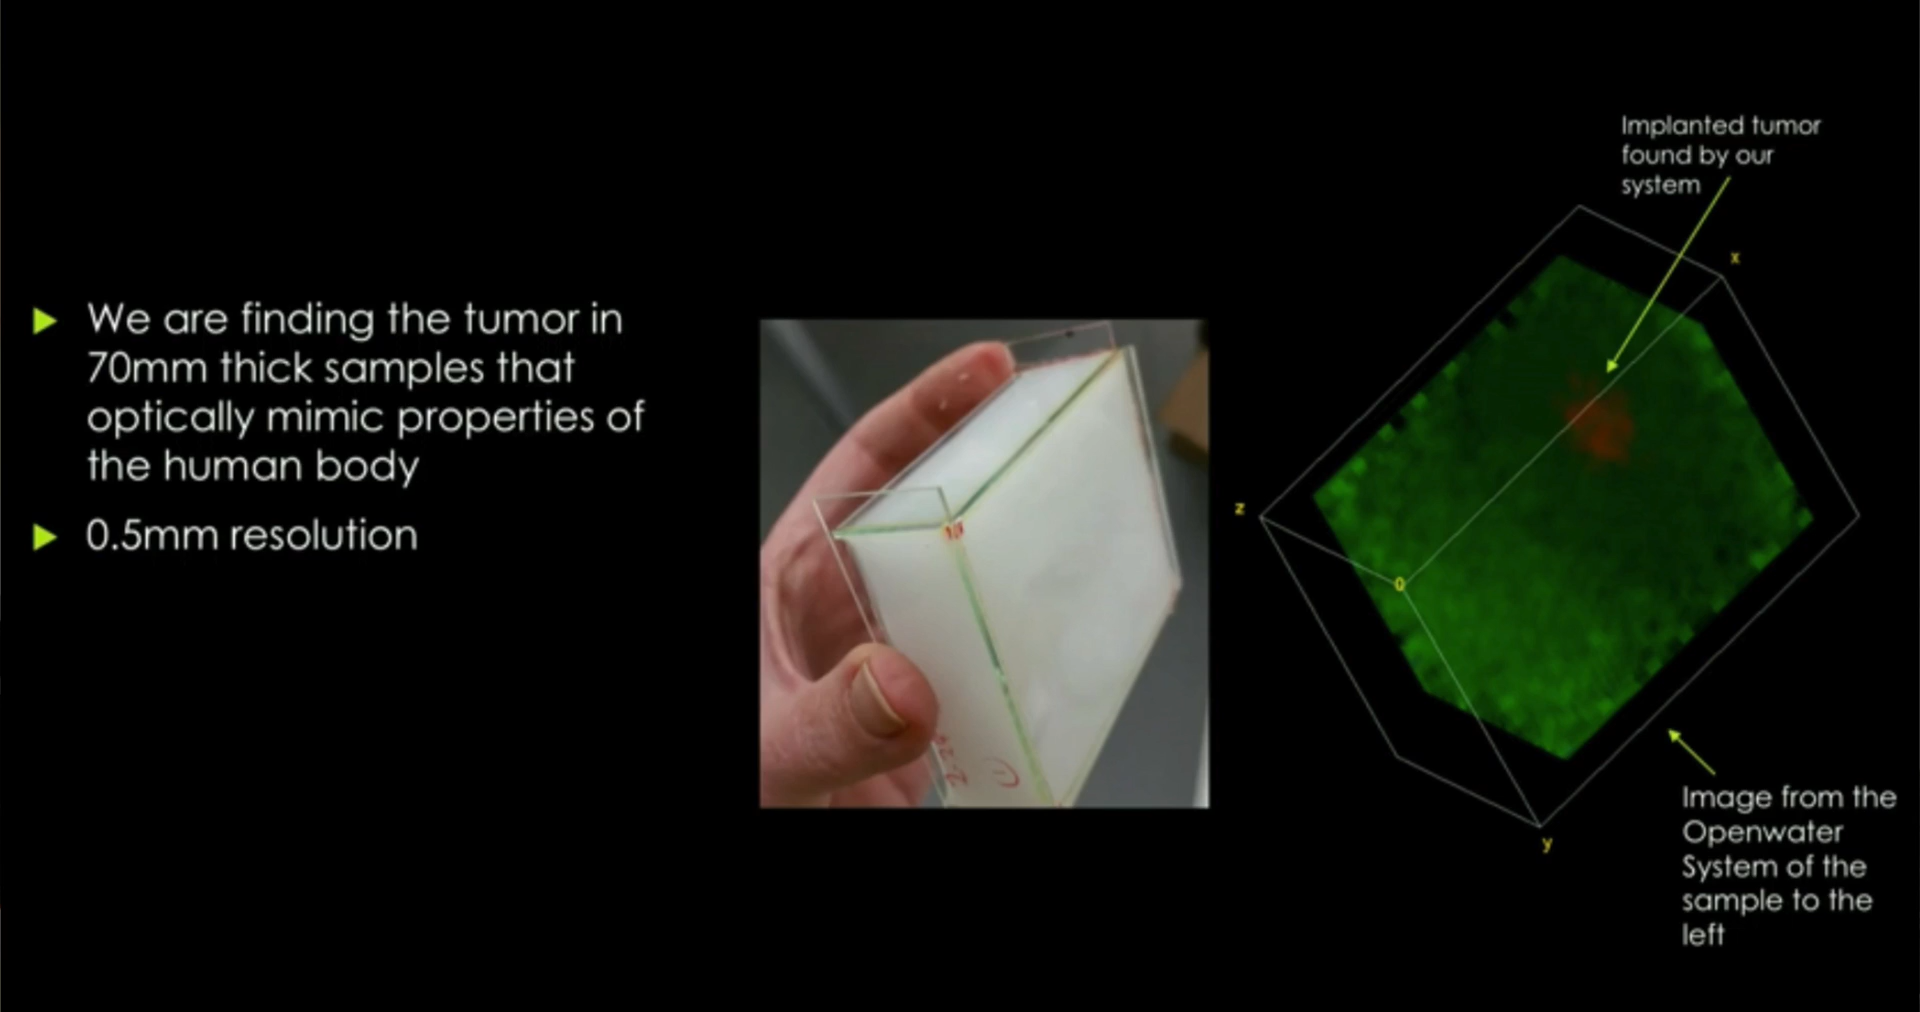 We are finding the tumor in
70mm thick samples that
optically mimic properties of
the human body
0.5mm resolution
Implanted tumor
found by our
system
x
z
0
y
Image from the
Openwater
System of the
sample to the
left